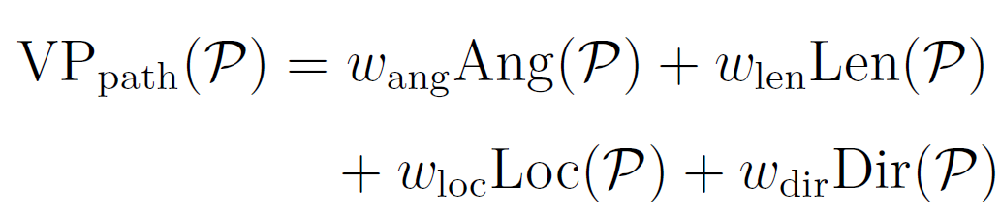 VP_path(𝒫) = w_ang Ang(𝒫) + w_len Len(𝒫)
+ w_loc Loc(𝒫) + w_dir Dir(𝒫)